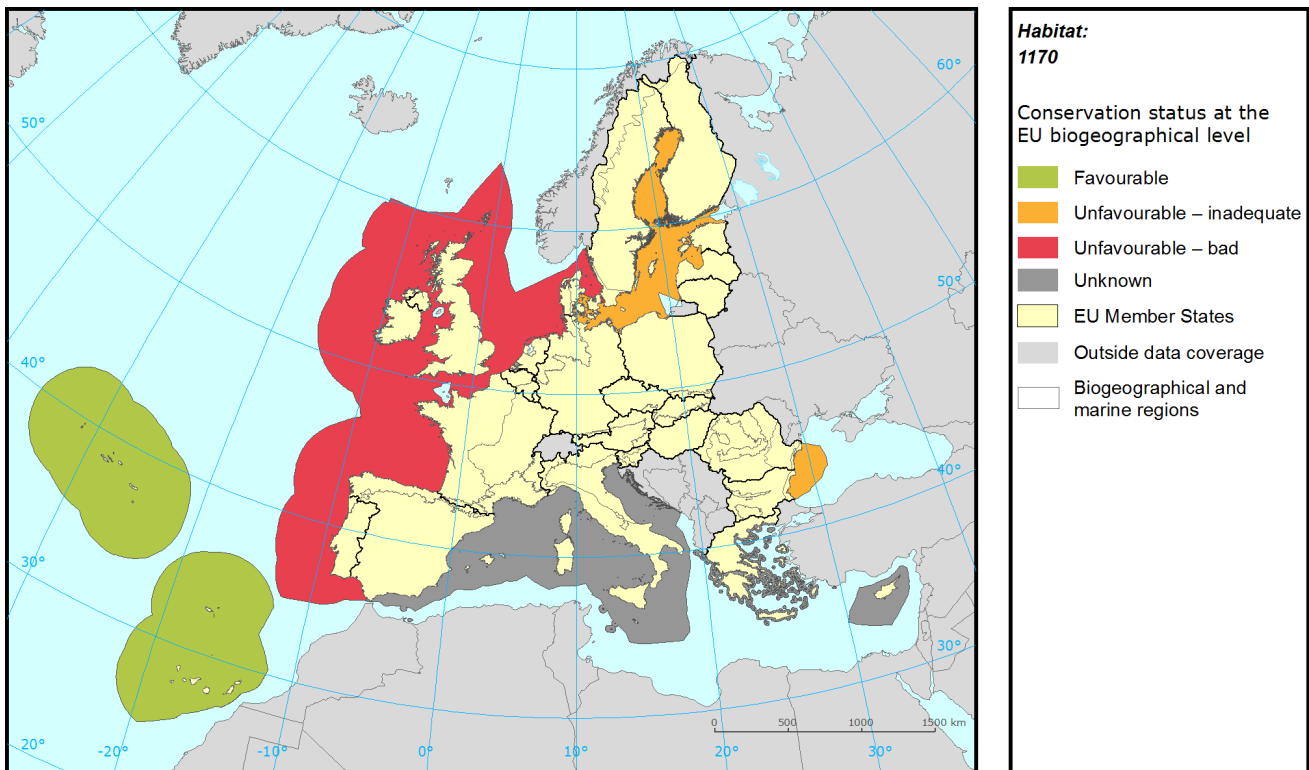 60°
50°
50°
40°
40°
30°
30°
20°
-20°
-10°
0°
10°
20°
30°
0 500 1000 1500 km
Habitat:
1170
Conservation status at the
EU biogeographical level
Favourable
Unfavourable – inadequate
Unfavourable – bad
Unknown
EU Member States
Outside data coverage
Biogeographical and
marine regions